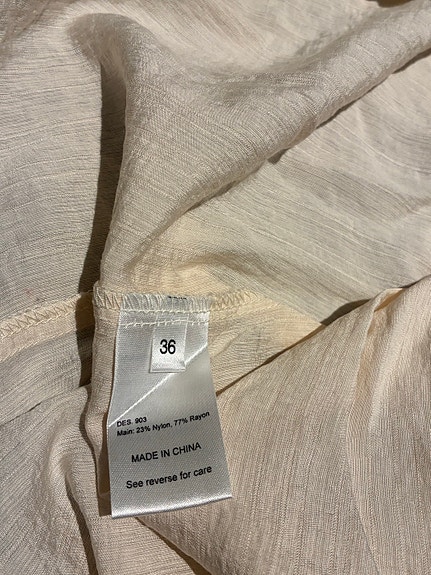 36
DES. 903
Main: 23% Nylon, 77% Rayon
MADE IN CHINA
See reverse for care